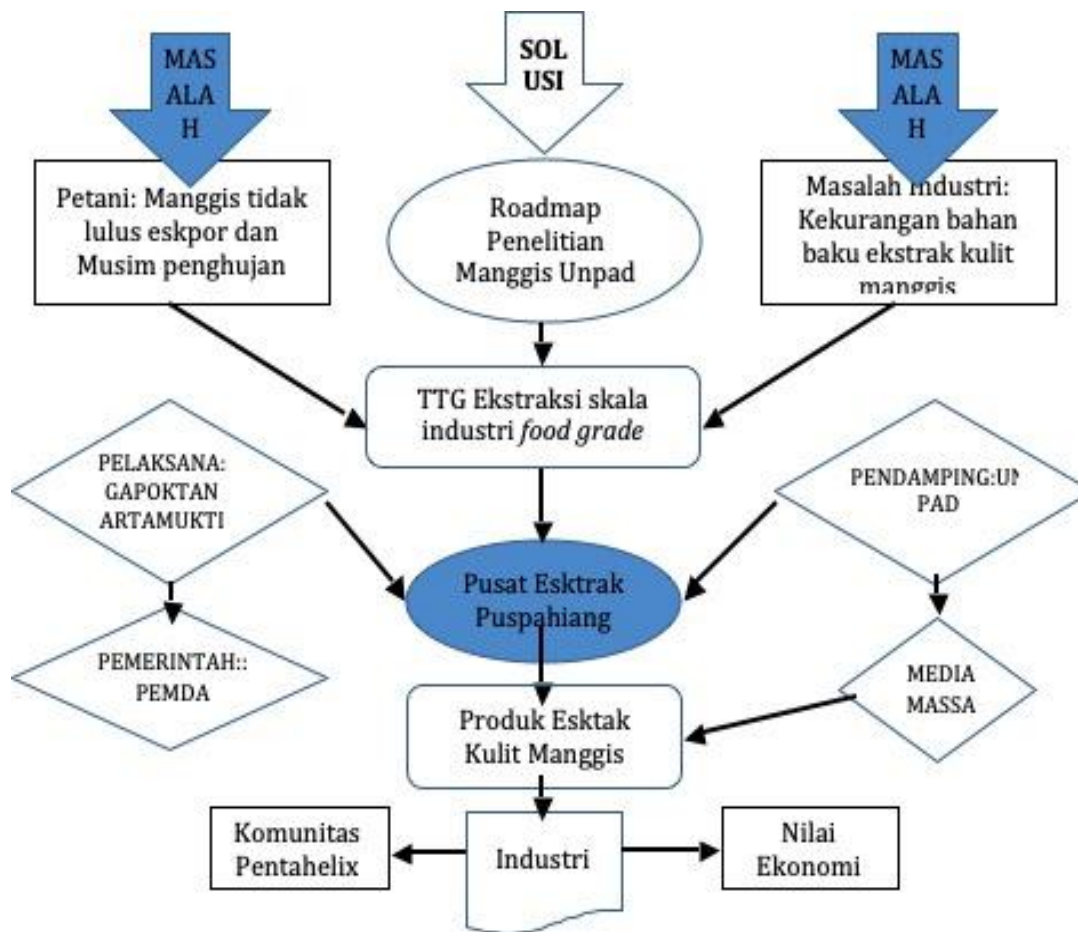 MAS
ALA
H
SOL
USI
MAS
ALA
H
Petani: Manggis tidak
lulus eskpor dan
Musim penghujan
Roadmap
Penelitian
Manggis Unpad
Masalah Industri:
Kekurangan bahan
baku ekstrak kulit
manggis
TTG Ekstraksi skala
industri food grade
PELAKSANA:
GAPOKTAN
ARTAMUKTI
PENDAMPING:UN
PAD
Pusat Esktrak
Puspahiang
PEMERINTAH::
PEMDA
MEDIA
MASSA
Produk Esktak
Kulit Manggis
Komunitas
Pentahelix
Industri
Nilai
Ekonomi